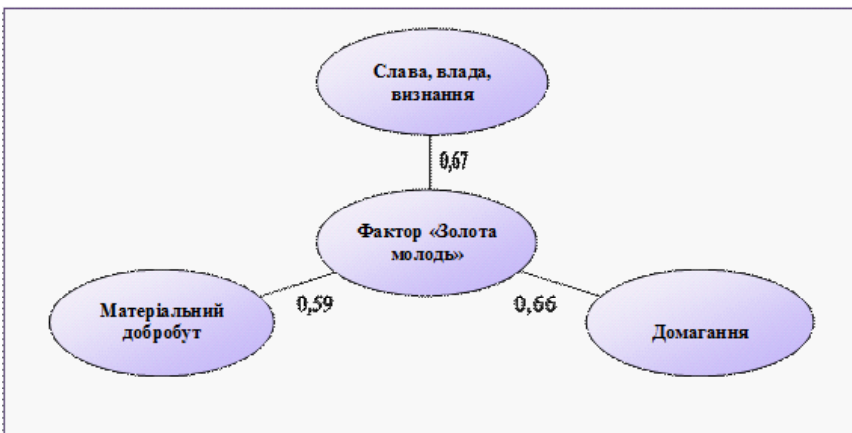 Слава, влада,
визнання
0,67
Фактор «Золота
молодь»
Матеріальний
добробут
0,59
0,66
Домагання